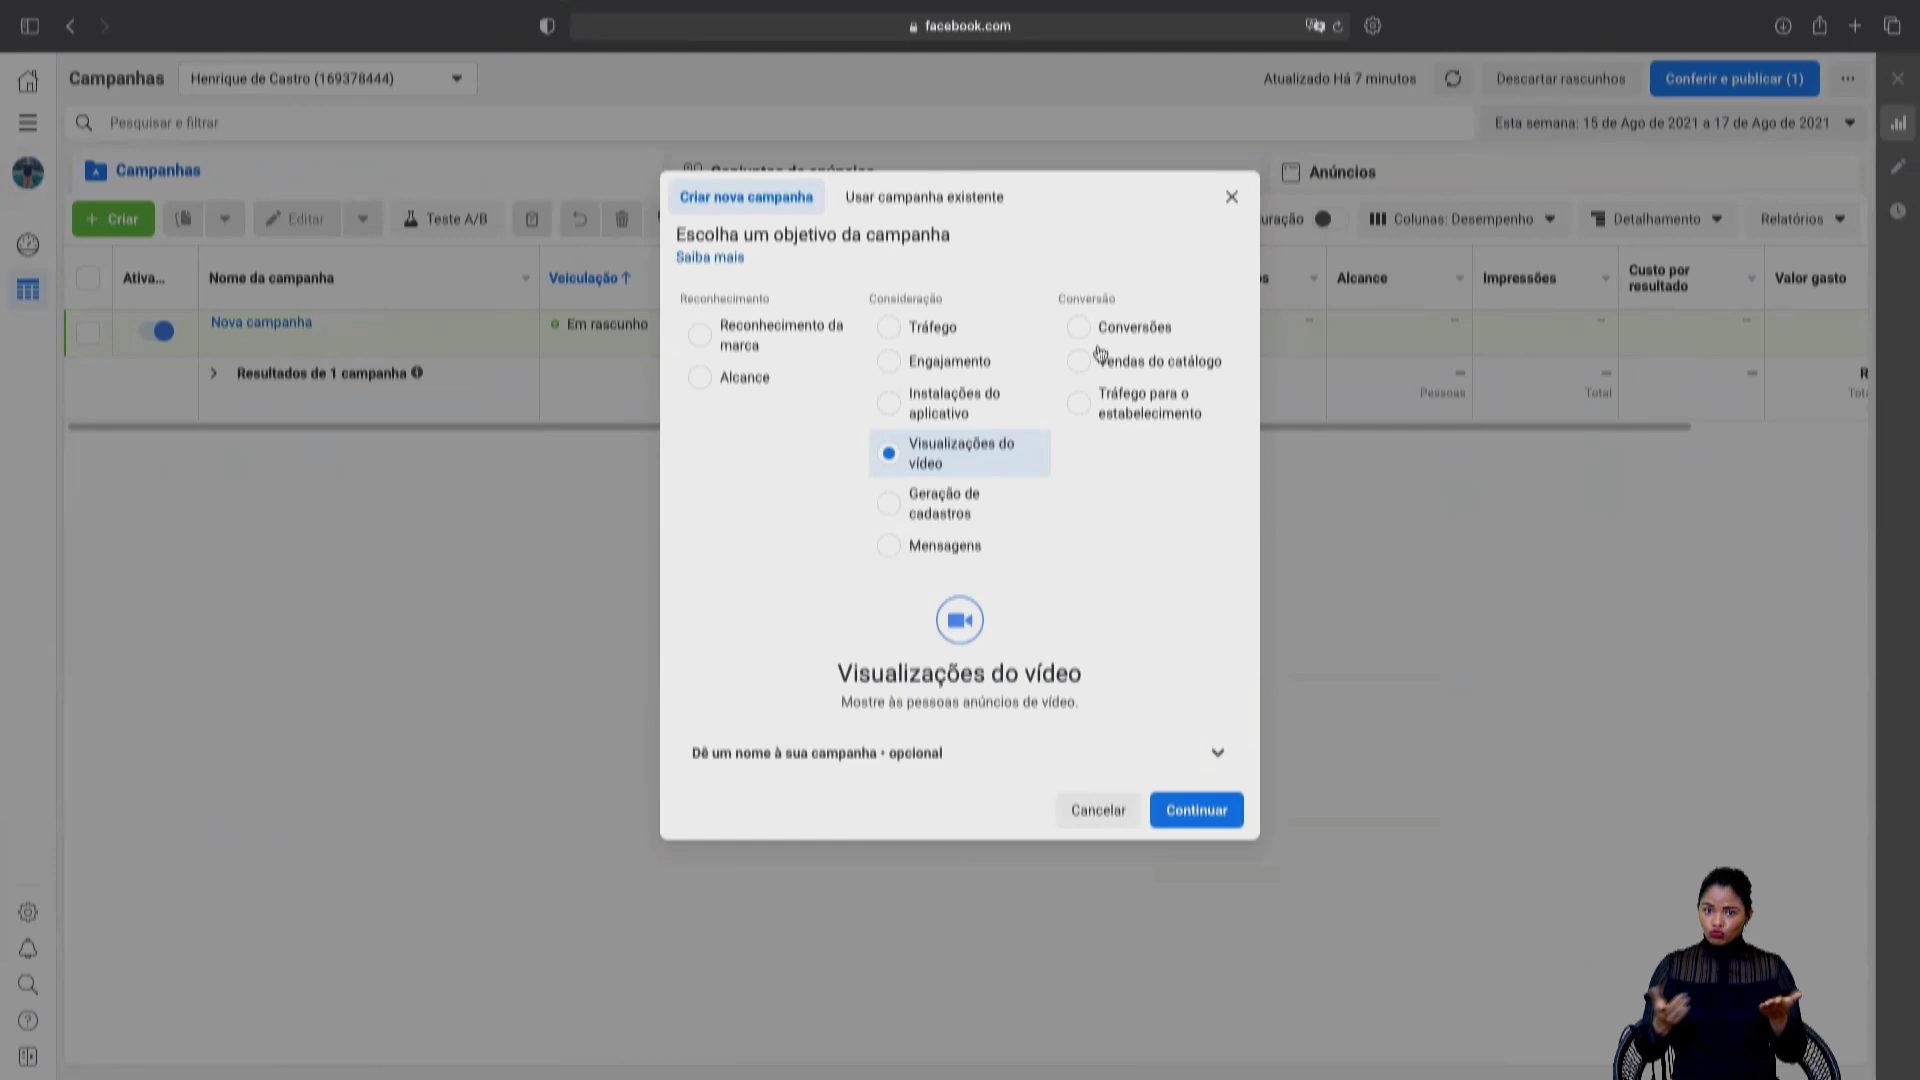 facebook.com
Campanhas
Henrique de Castro (169378444)
Atualizado Há 7 minutos
Descartar rascunhos
Conferir e publicar (1)
Pesquisar e filtrar
Esta semana: 15 de Ago de 2021 a 17 de Ago de 2021
Campanhas
Anúncios
Criar
Editar
Teste A/B
Colunas: Desempenho
Detalhamento
Relatórios
Ativa...
Nome da campanha
Veiculação ↑
Alcance
Impressões
Custo por
resultado
Valor gasto
Nova campanha
Em rascunho
Resultados de 1 campanha
Pessoas
Total
Criar nova campanha
Usar campanha existente
Escolha um objetivo da campanha
Saiba mais
Reconhecimento
Consideração
Conversão
Reconhecimento da
marca
Alcance
Tráfego
Engajamento
Instalações do
aplicativo
Visualizações do
vídeo
Geração de
cadastros
Mensagens
Conversões
Vendas do catálogo
Tráfego para o
estabelecimento
Visualizações do vídeo
Mostre às pessoas anúncios de vídeo.
Dê um nome à sua campanha • opcional
Cancelar
Continuar